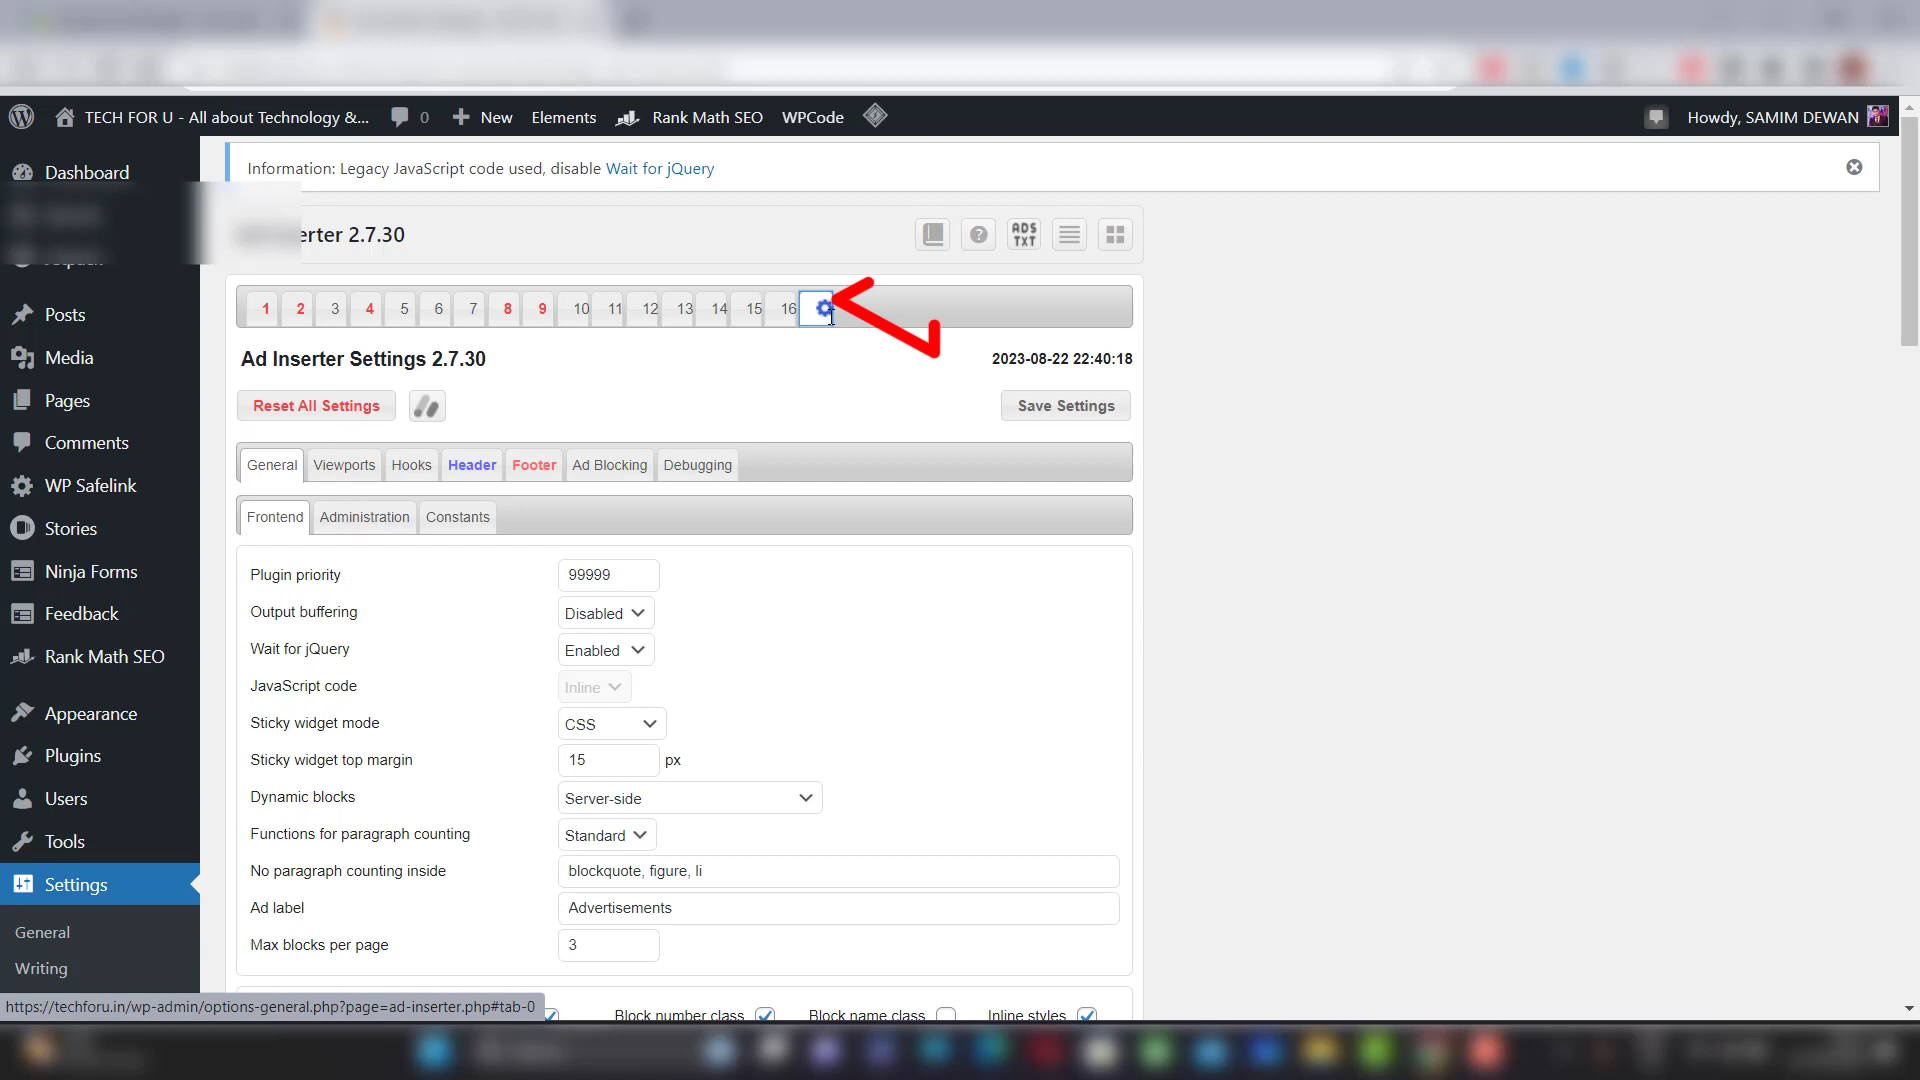 TECH FOR U - All about Technology &... 0 New Elements Rank Math SEO WPCode Howdy, SAMIM DEWAN
Dashboard
Posts
Media
Pages
Comments
WP Safelink
Stories
Ninja Forms
Feedback
Rank Math SEO
Appearance
Plugins
Users
Tools
Settings
General
Writing
Information: Legacy JavaScript code used, disable Wait for jQuery
erter 2.7.30
ADS TXT
1 2 3 4 5 6 7 8 9 10 11 12 13 14 15 16
Ad Inserter Settings 2.7.30 2023-08-22 22:40:18
Reset All Settings Save Settings
General Viewports Hooks Header Footer Ad Blocking Debugging
Frontend Administration Constants
Plugin priority 99999
Output buffering Disabled
Wait for jQuery Enabled
JavaScript code Inline
Sticky widget mode CSS
Sticky widget top margin 15 px
Dynamic blocks Server-side
Functions for paragraph counting Standard
No paragraph counting inside blockquote, figure, li
Ad label Advertisements
Max blocks per page 3
Block number class Block name class Inline styles
https://techforu.in/wp-admin/options-general.php?page=ad-inserter.php#tab-0